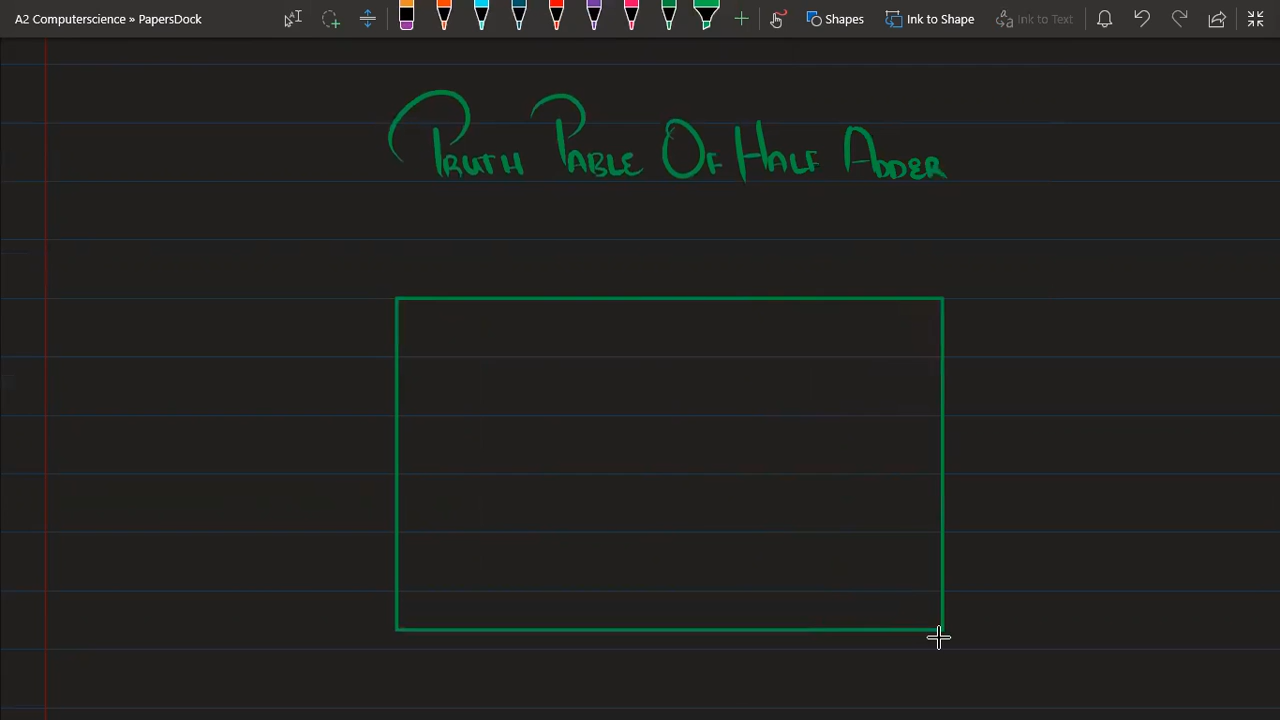 A2 Computerscience » PapersDock
Shapes
Ink to Shape
Ink to Text
Truth Table Of Half Adder